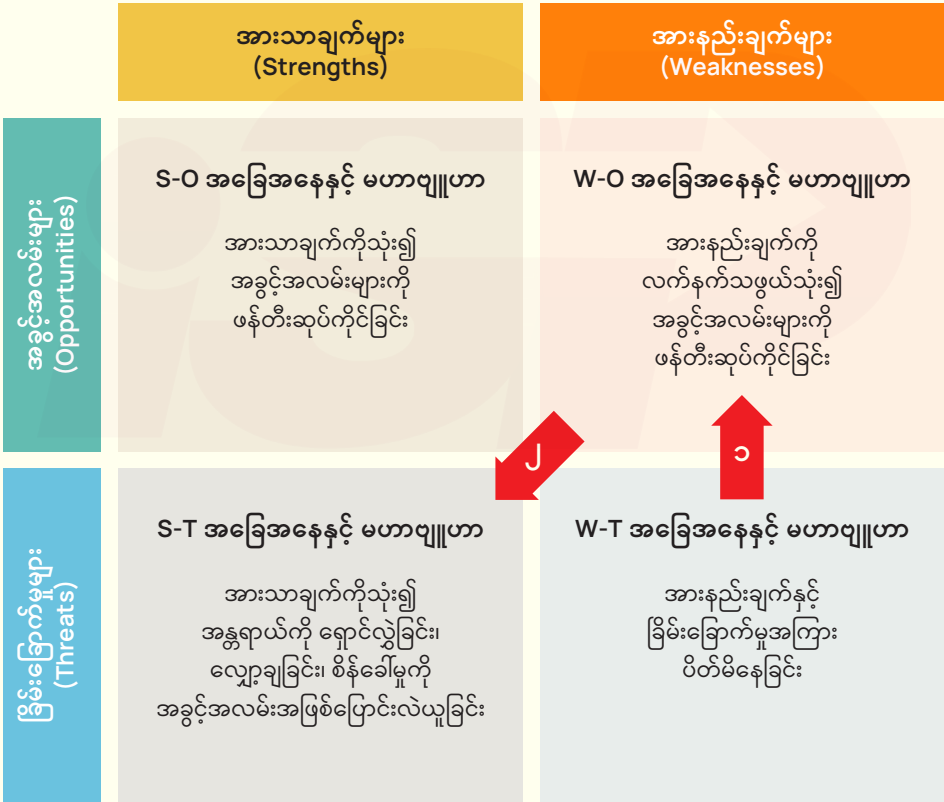 အားသာချက်များ
(Strengths)
အားနည်းချက်များ
(Weaknesses)
အခွင့်အလမ်းများ
(Opportunities)
S-O အခြေအနေနှင့် မဟာဗျူဟာ
အားသာချက်ကိုသုံး၍
အခွင့်အလမ်းများကို
ဖန်တီးဆုပ်ကိုင်ခြင်း
W-O အခြေအနေနှင့် မဟာဗျူဟာ
အားနည်းချက်ကို
လက်နက်သဖွယ်သုံး၍
အခွင့်အလမ်းများကို
ဖန်တီးဆုပ်ကိုင်ခြင်း
၂
၁
ခြိမ်းခြောက်မှုများ
(Threats)
S-T အခြေအနေနှင့် မဟာဗျူဟာ
အားသာချက်ကိုသုံး၍
အန္တရာယ်ကို ရှောင်လွှဲခြင်း၊
လျှော့ချခြင်း၊ စိန်ခေါ်မှုကို
အခွင့်အလမ်းအဖြစ်ပြောင်းလဲယူခြင်း
W-T အခြေအနေနှင့် မဟာဗျူဟာ
အားနည်းချက်နှင့်
ခြိမ်းခြောက်မှုအကြား
ပိတ်မိနေခြင်း